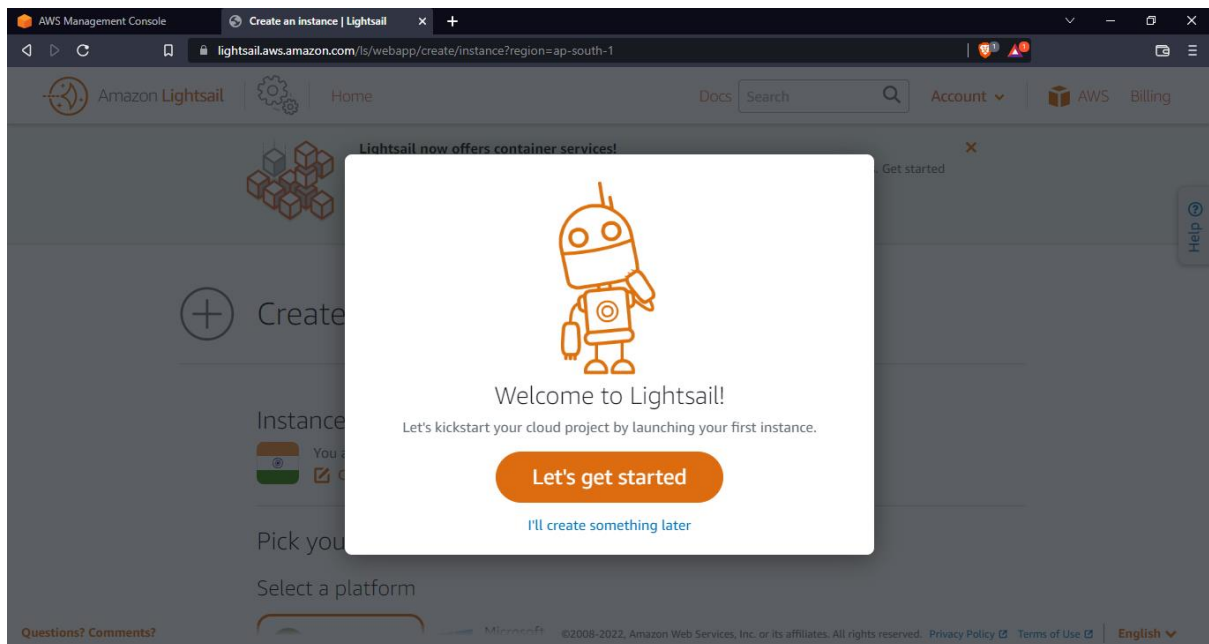 AWS Management Console
Create an instance | Lightsail
lightsail.aws.amazon.com/ls/webapp/create/instance?region=ap-south-1
Amazon Lightsail
Home
Docs
Search
Account
AWS
Billing
Lightsail now offers container services!
Get started
Help
Create
Welcome to Lightsail!
Let's kickstart your cloud project by launching your first instance.
Instance
You a
Let's get started
I'll create something later
Pick you
Select a platform
Microsoft
Questions? Comments?
©2008-2022, Amazon Web Services, Inc. or its affiliates. All rights reserved.
Privacy Policy
Terms of Use
English